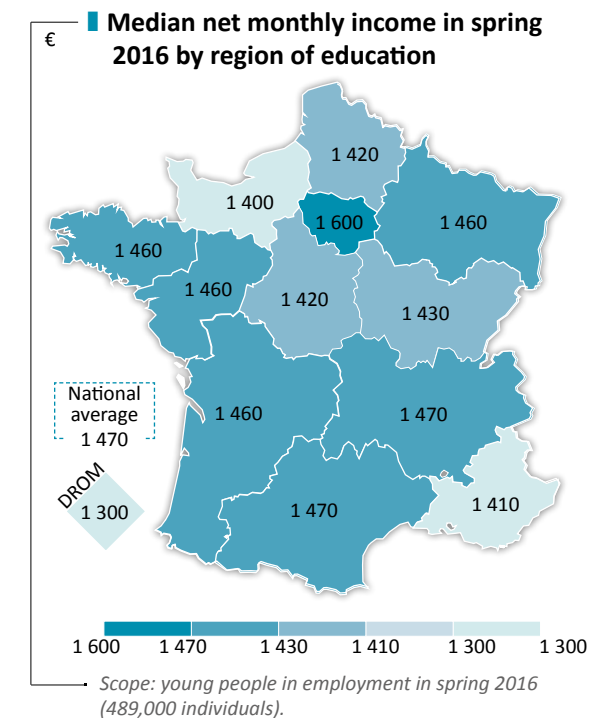 €
Median net monthly income in spring
2016 by region of education
1 420
1 400
1 600
1 460
1 460
1 460
1 420
1 430
National
average
1 470
1 460
1 470
DROM
1 300
1 470
1 410
1 600 1 470 1 430 1 410 1 300 1 300
Scope: young people in employment in spring 2016
(489,000 individuals).